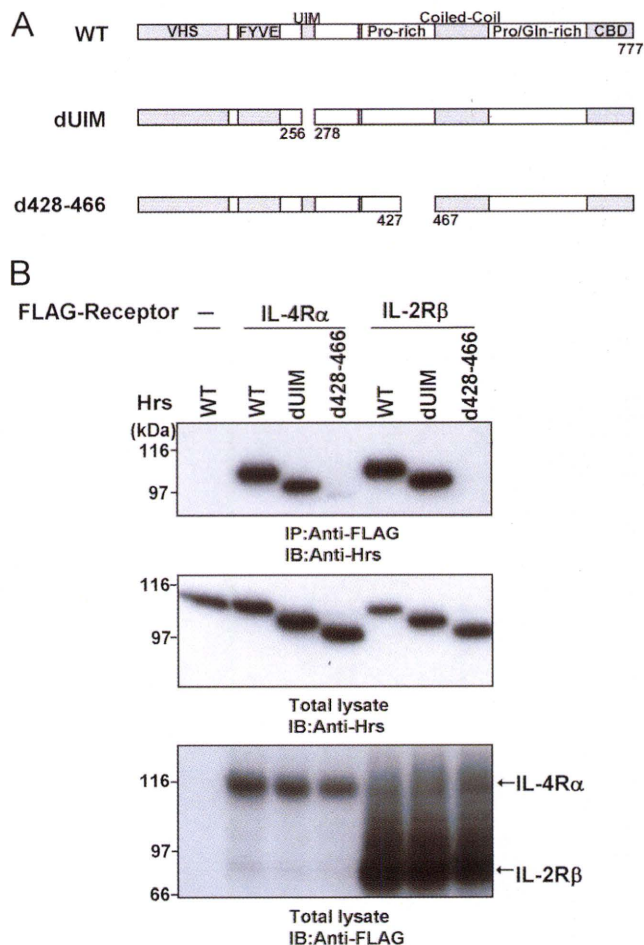 A
UIM
Coiled-Coil
WT
VHS
FYVE
Pro-rich
Pro/Gln-rich
CBD
777
dUIM
256
278
d428-466
427
467
B
FLAG-Receptor
–
IL-4Rα
IL-2Rβ
Hrs
WT
WT
dUIM
d428-466
WT
dUIM
d428-466
(kDa)
116
97
IP:Anti-FLAG
IB:Anti-Hrs
116
97
Total lysate
IB:Anti-Hrs
116
←IL-4Rα
97
←IL-2Rβ
66
Total lysate
IB:Anti-FLAG